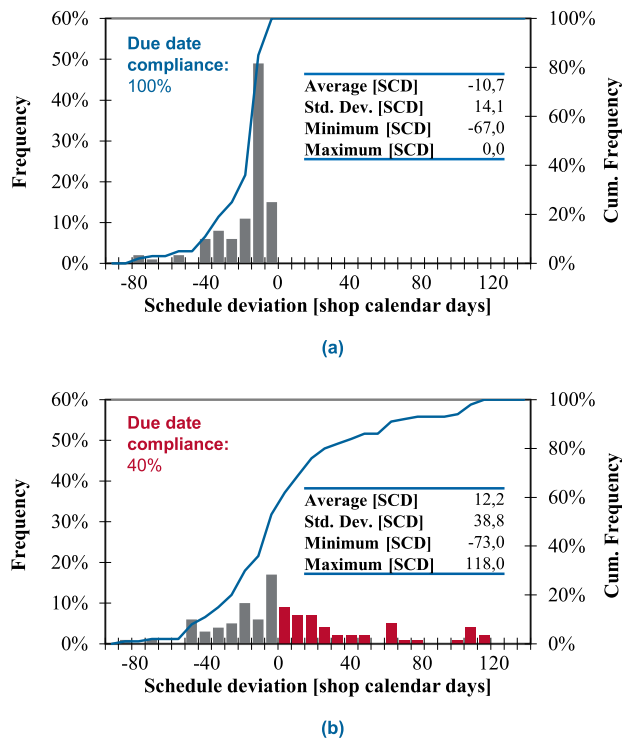 60%
50%
40%
30%
20%
10%
0%
Frequency
Due date
compliance:
100%
Average [SCD] -10,7
Std. Dev. [SCD] 14,1
Minimum [SCD] -67,0
Maximum [SCD] 0,0
100%
80%
60%
40%
20%
0%
Cum. Frequency
-80 -40 0 40 80 120
Schedule deviation [shop calendar days]
(a)
60%
50%
40%
30%
20%
10%
0%
Frequency
Due date
compliance:
40%
Average [SCD] 12,2
Std. Dev. [SCD] 38,8
Minimum [SCD] -73,0
Maximum [SCD] 118,0
100%
80%
60%
40%
20%
0%
Cum. Frequency
-80 -40 0 40 80 120
Schedule deviation [shop calendar days]
(b)